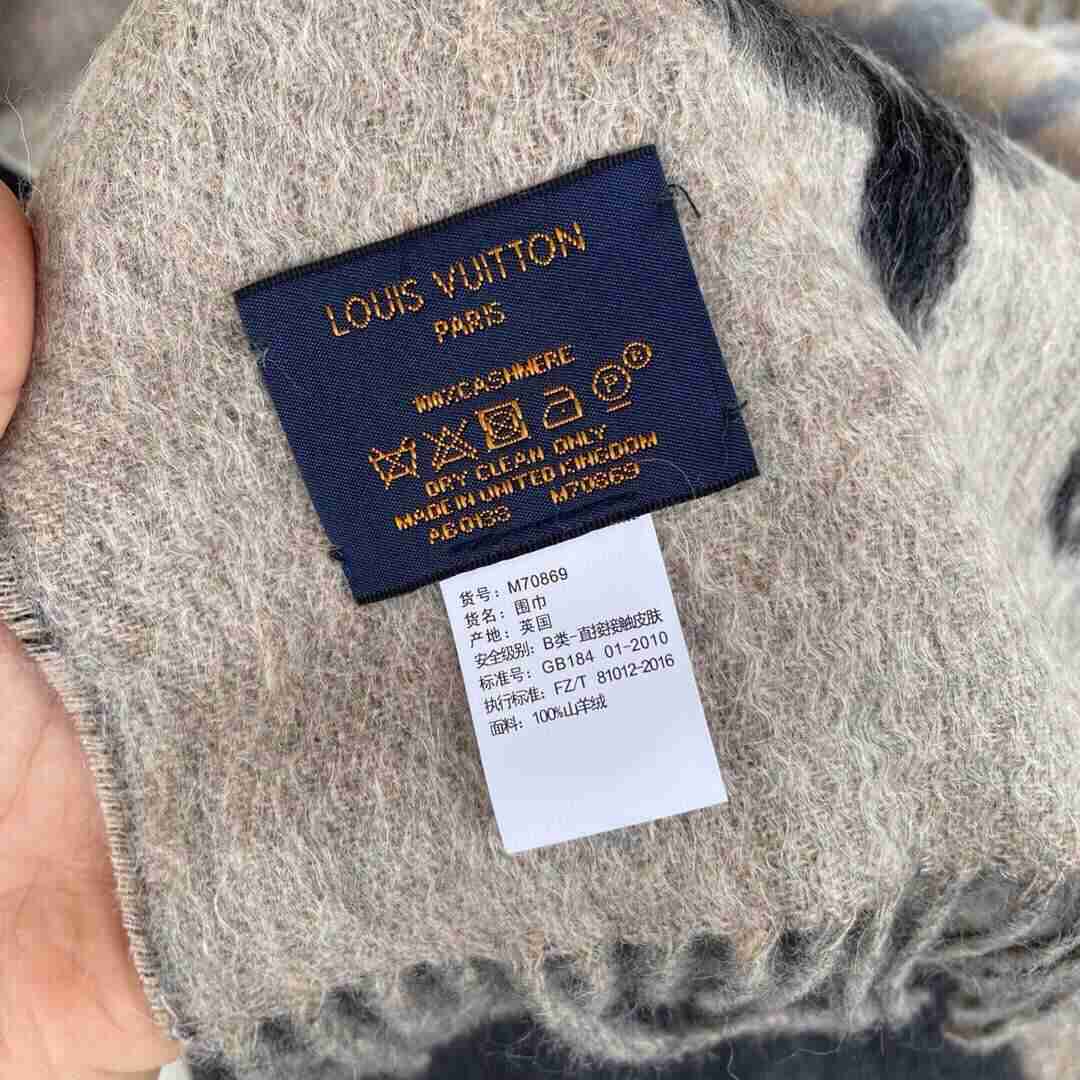 LOUIS VUITTON
PARIS
100%CASHMERE
P R
DRY CLEAN ONLY
MADE IN UNITED KINGDOM
M70869
货号：M70869
货名：围巾
产地：英国
安全级别：B类-直接接触皮肤
标准号：GB184 01-2010
执行标准：FZ/T 81012-2016
面料：100%山羊绒